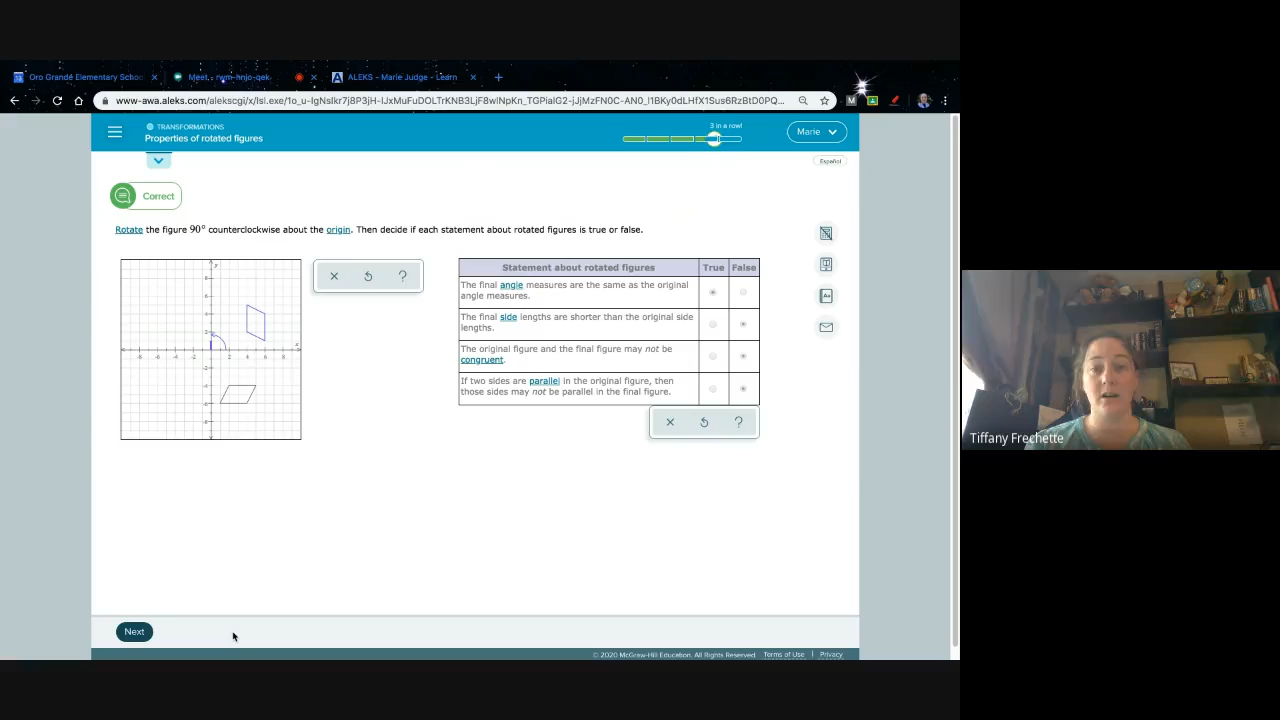 Oro Grande Elementary Schoo
Meet - rwm-hnjc-qek
ALEKS - Marie Judge - Learn
TRANSFORMATIONS
Properties of rotated figures
3 in a row!
Marie
Español
Correct
Rotate the figure 90° counterclockwise about the origin. Then decide if each statement about rotated figures is true or false.
Statement about rotated figures True False
The final angle measures are the same as the original
angle measures.
The final side lengths are shorter than the original side
lengths.
The original figure and the final figure may not be
congruent.
If two sides are parallel in the original figure, then
those sides may not be parallel in the final figure.
Tiffany Frechette
Next
© 2020 McGraw-Hill Education. All Rights Reserved. Terms of Use | Privacy